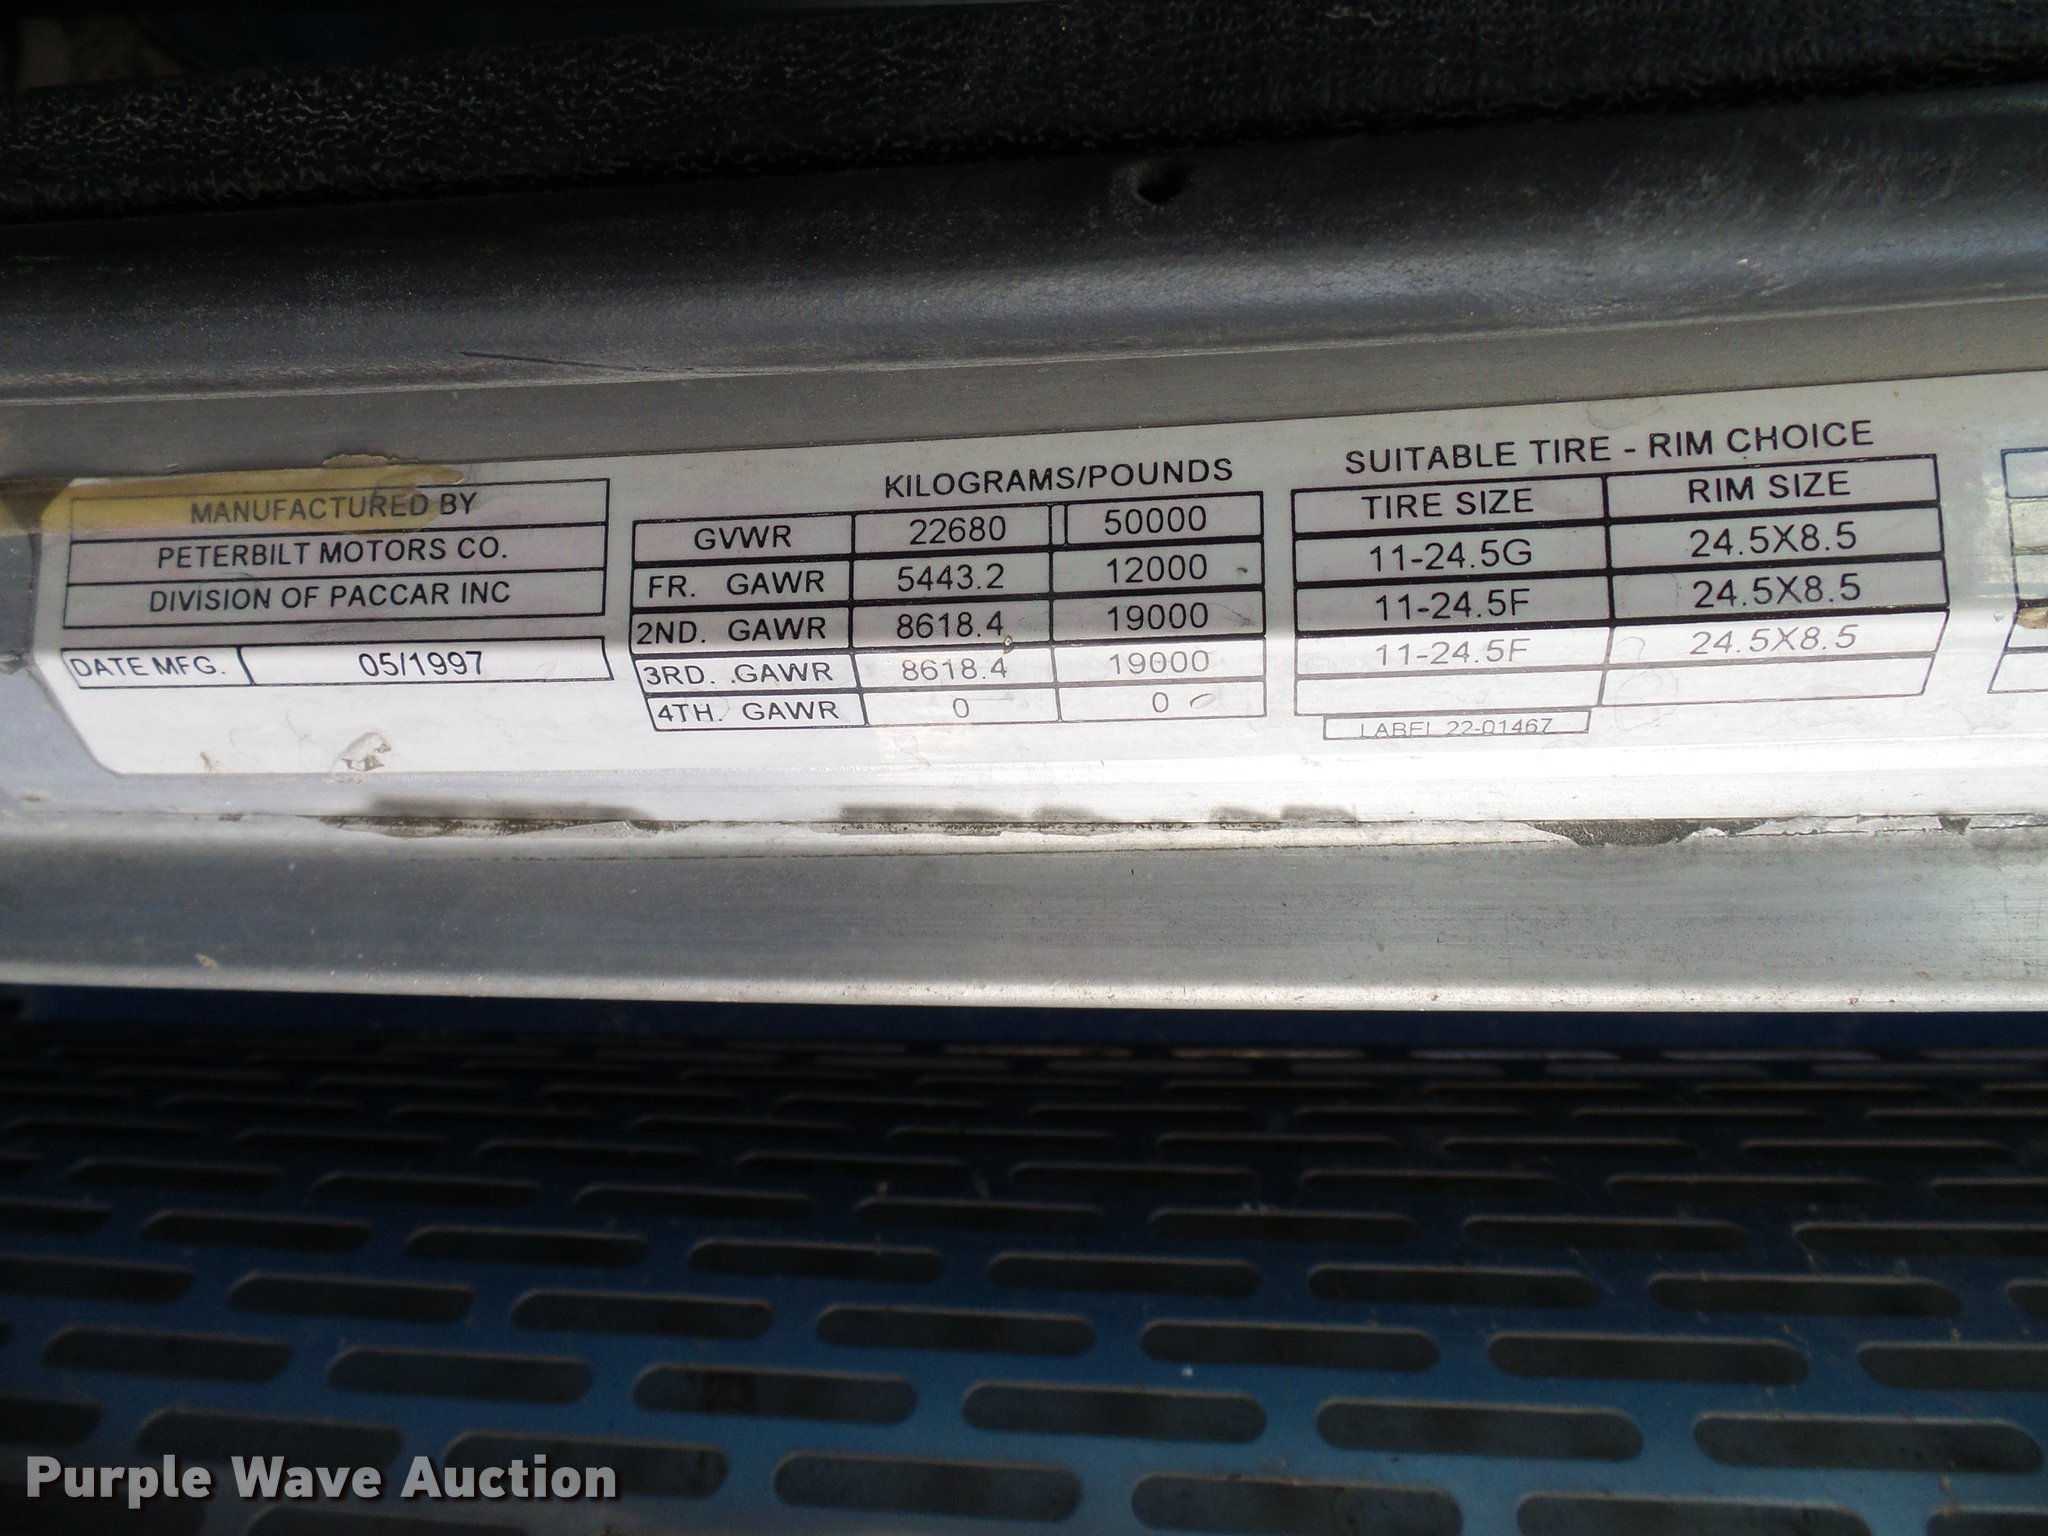 MANUFACTURED BY
PETERBILT MOTORS CO.
DIVISION OF PACCAR INC
DATE MFG. 05/1997
KILOGRAMS/POUNDS
GVWR 22680 50000
FR. GAWR 5443.2 12000
2ND. GAWR 8618.4 19000
3RD. GAWR 8618.4 19000
4TH. GAWR 0 0
SUITABLE TIRE - RIM CHOICE
TIRE SIZE RIM SIZE
11-24.5G 24.5X8.5
11-24.5F 24.5X8.5
11-24.5F 24.5X8.5
LABEL 22-01467
Purple Wave Auction